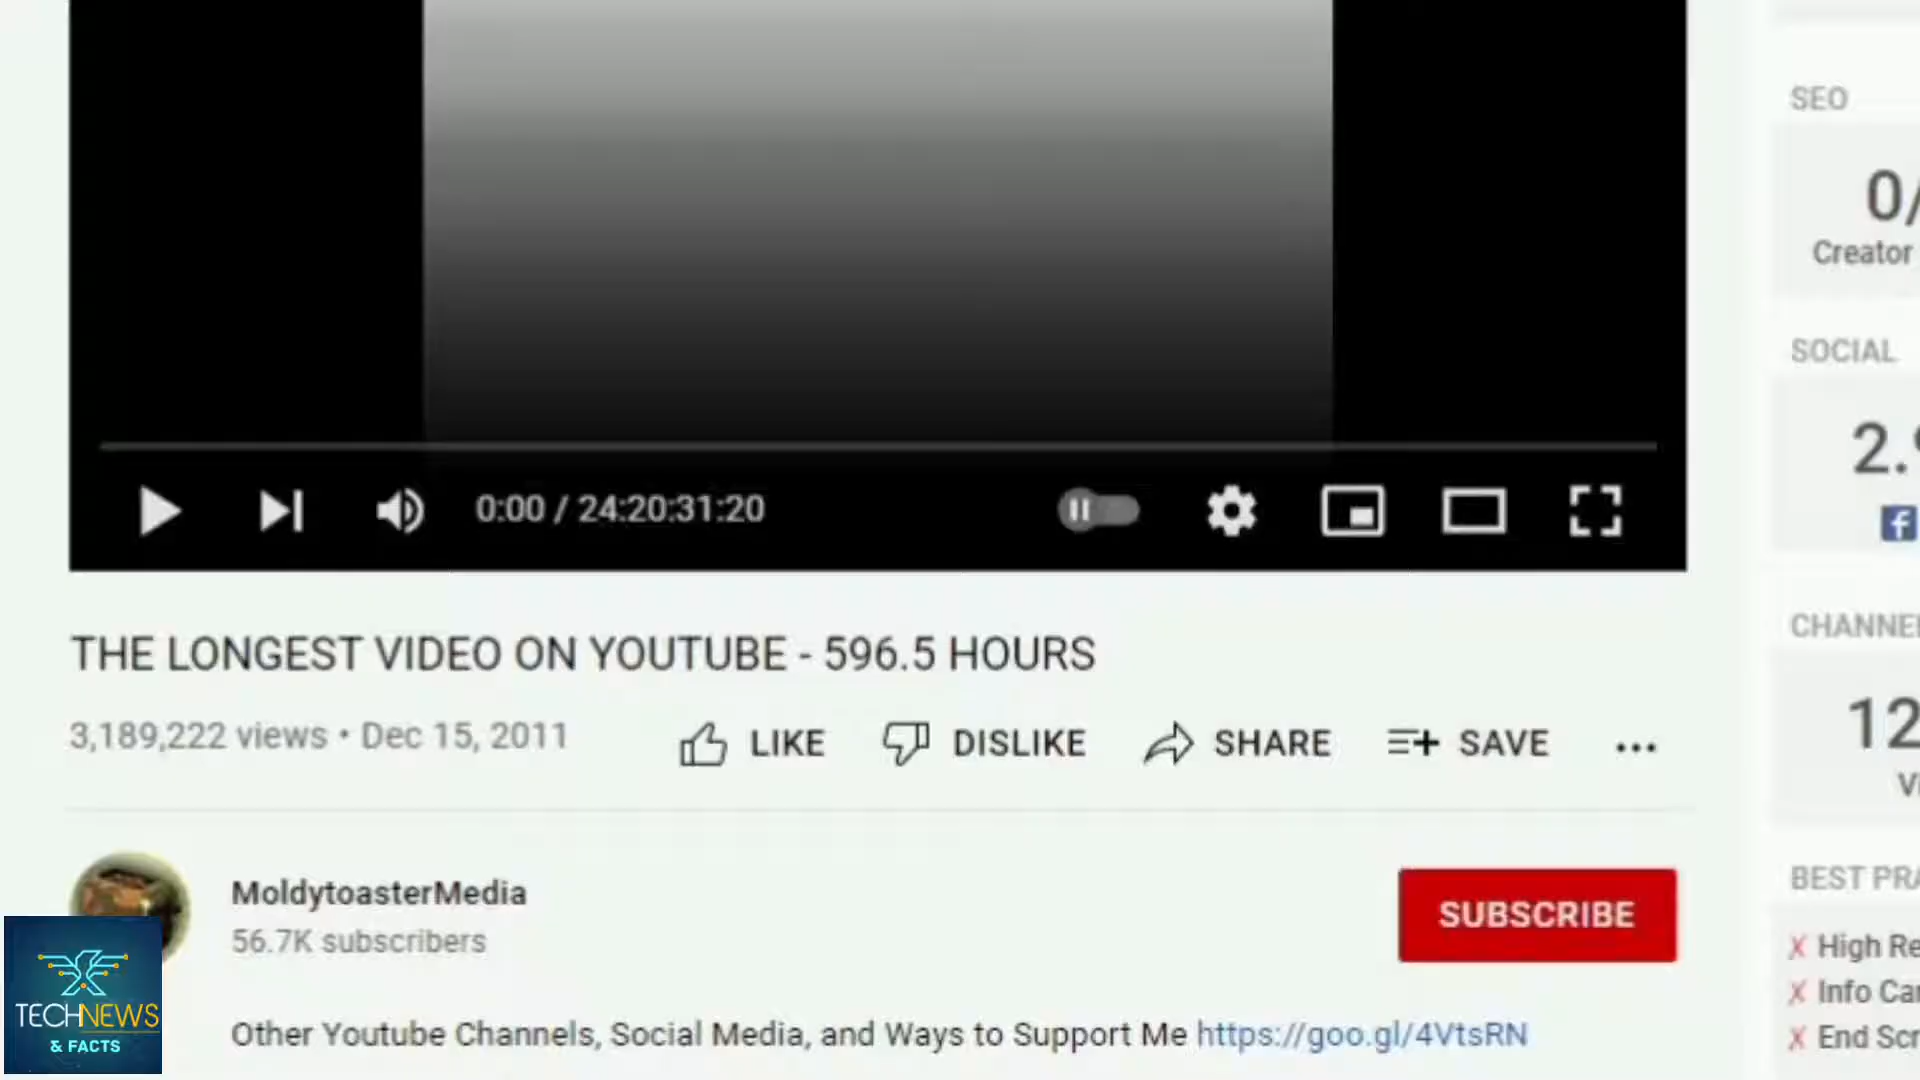 0:00 / 24:20:31:20
THE LONGEST VIDEO ON YOUTUBE - 596.5 HOURS
3,189,222 views • Dec 15, 2011
LIKE
DISLIKE
SHARE
SAVE
MoldytoasterMedia
56.7K subscribers
SUBSCRIBE
Other Youtube Channels, Social Media, and Ways to Support Me https://goo.gl/4VtsRN
SEO
0/
Creator
SOCIAL
2.
CHANNEL
12
BEST PRA
X High Re
X Info Car
X End Scr
TECHNEWS
& FACTS